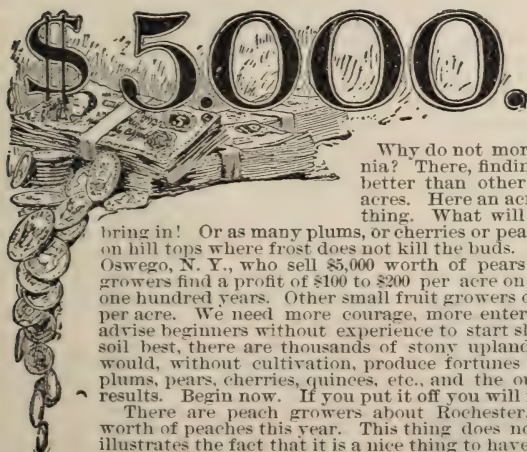 $5.000.
Why do not mor
nia? There, findin
better than other
acres. Here an acr
thing. What will
bring in! Or as many plums, or cherries or pea
on hill tops where frost does not kill the buds.
Oswego, N. Y., who sell $5,000 worth of pears
growers find a profit of $100 to $200 per acre on
one hundred years. Other small fruit growers c
per acre. We need more courage, more enter
advise beginners without experience to start sl
soil best, there are thousands of stony upland
would, without cultivation, produce fortunes
plums, pears, cherries, quinces, etc., and the on
results. Begin now. If you put it off you will
There are peach growers about Rochester,
worth of peaches this year. This thing does no
illustrates the fact that it is a nice thing to have